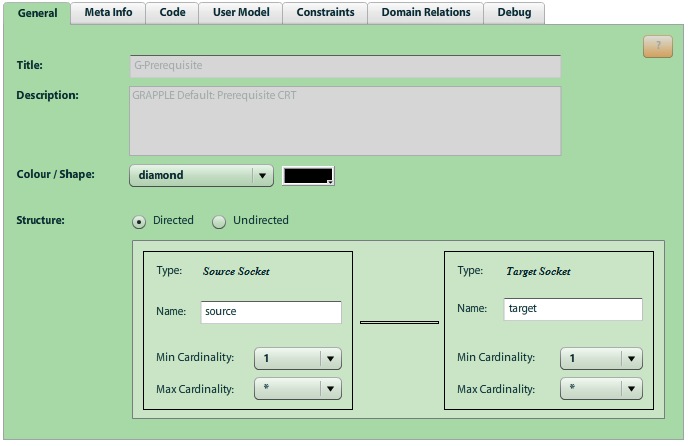 General Meta Info Code User Model Constraints Domain Relations Debug
?
Title: G-Prerequisite
Description: GRAPPLE Default: Prerequisite CRT
Colour / Shape: diamond
Structure: Directed Undirected
Type: Source Socket
Name: source
Min Cardinality: 1
Max Cardinality: *
Type: Target Socket
Name: target
Min Cardinality: 1
Max Cardinality: *